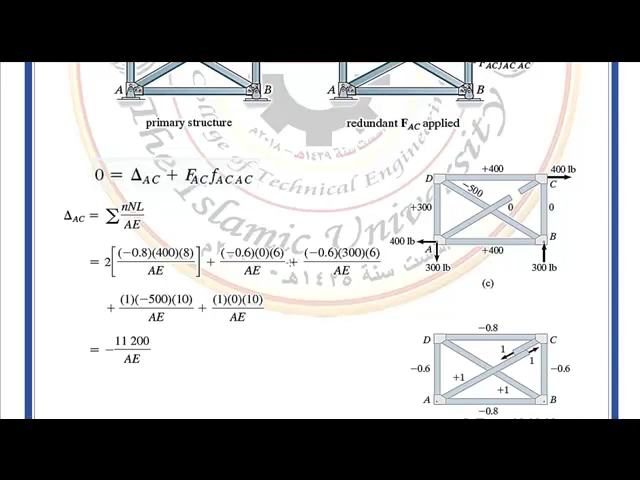 A B
A B
primary structure
redundant F_AC applied
0 = Δ_AC + F_AC f_AC AC
Δ_AC = ∑ nNL/AE
= 2[(−0.8)(400)(8)/AE] + (−0.6)(0)(6)/AE + (−0.6)(300)(6)/AE
+ (1)(−500)(10)/AE + (1)(0)(10)/AE
= −11 200/AE
+400
D C 400 lb
−500
+300 0 0
400 lb A +400 B
300 lb 300 lb
(c)
−0.8
D C
1
−0.6 1 −0.6
+1 +1
A B
−0.8
College of Technical Engineering
The Islamic University